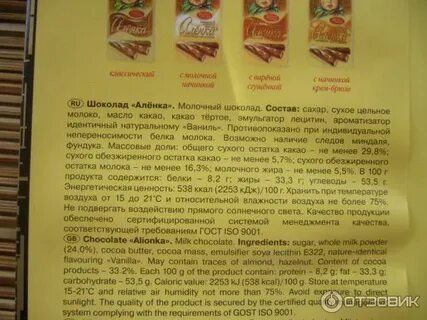 Алёнка
Алёнка
классический
с молочной
начинкой
с варёной
сгущёнкой
с начинкой
крем-брюле
RU Шоколад «Алёнка». Молочный шоколад. Состав: сахар, сухое цельное
молоко, масло какао, какао тёртое, эмульгатор лецитин, ароматизатор
идентичный натуральному «Ваниль». Противопоказано при индивидуальной
непереносимости белка молока. Возможно наличие следов миндаля,
фундука. Массовые доли: общего сухого остатка какао – не менее 29,8%;
сухого обезжиренного остатка какао – не менее 5,7%; сухого обезжиренного
остатка молока – не менее 16,3%; молочного жира – не менее 5,5%. В 100 г
продукта содержится: белки – 8,2 г; жиры – 33,3 г; углеводы – 53,5 г.
Энергетическая ценность: 538 ккал (2253 кДж)/100 г. Хранить при температуре
воздуха от 15 до 21°С и относительной влажности воздуха не более 75%.
Не подвергать воздействию прямого солнечного света. Качество продукции
обеспечено сертифицированной системой менеджмента качества,
соответствующей требованиям ГОСТ ISO 9001.
GB Chocolate «Alionka». Milk chocolate. Ingredients: sugar, whole milk powder
(24.0%), cocoa butter, cocoa mass, emulsifier soya lecithin E322, nature-identical
flavouring «Vanilla». May contain traces of almond, hazelnut. Content of cocoa
products – 33.2%. Each 100 g of the product contain: protein – 8,2 g; fat – 33,3 g;
carbohydrate – 53,5 g. Caloric value: 2253 kJ (538 kcal)/100 g. Store at temperature
15-21°C and relative air humidity not more than 75%. Avoid exposure to direct
sunlight. The quality of the product is secured by the certified quality
system complying with the requirements of GOST ISO 9001.
ОТЗОВИК